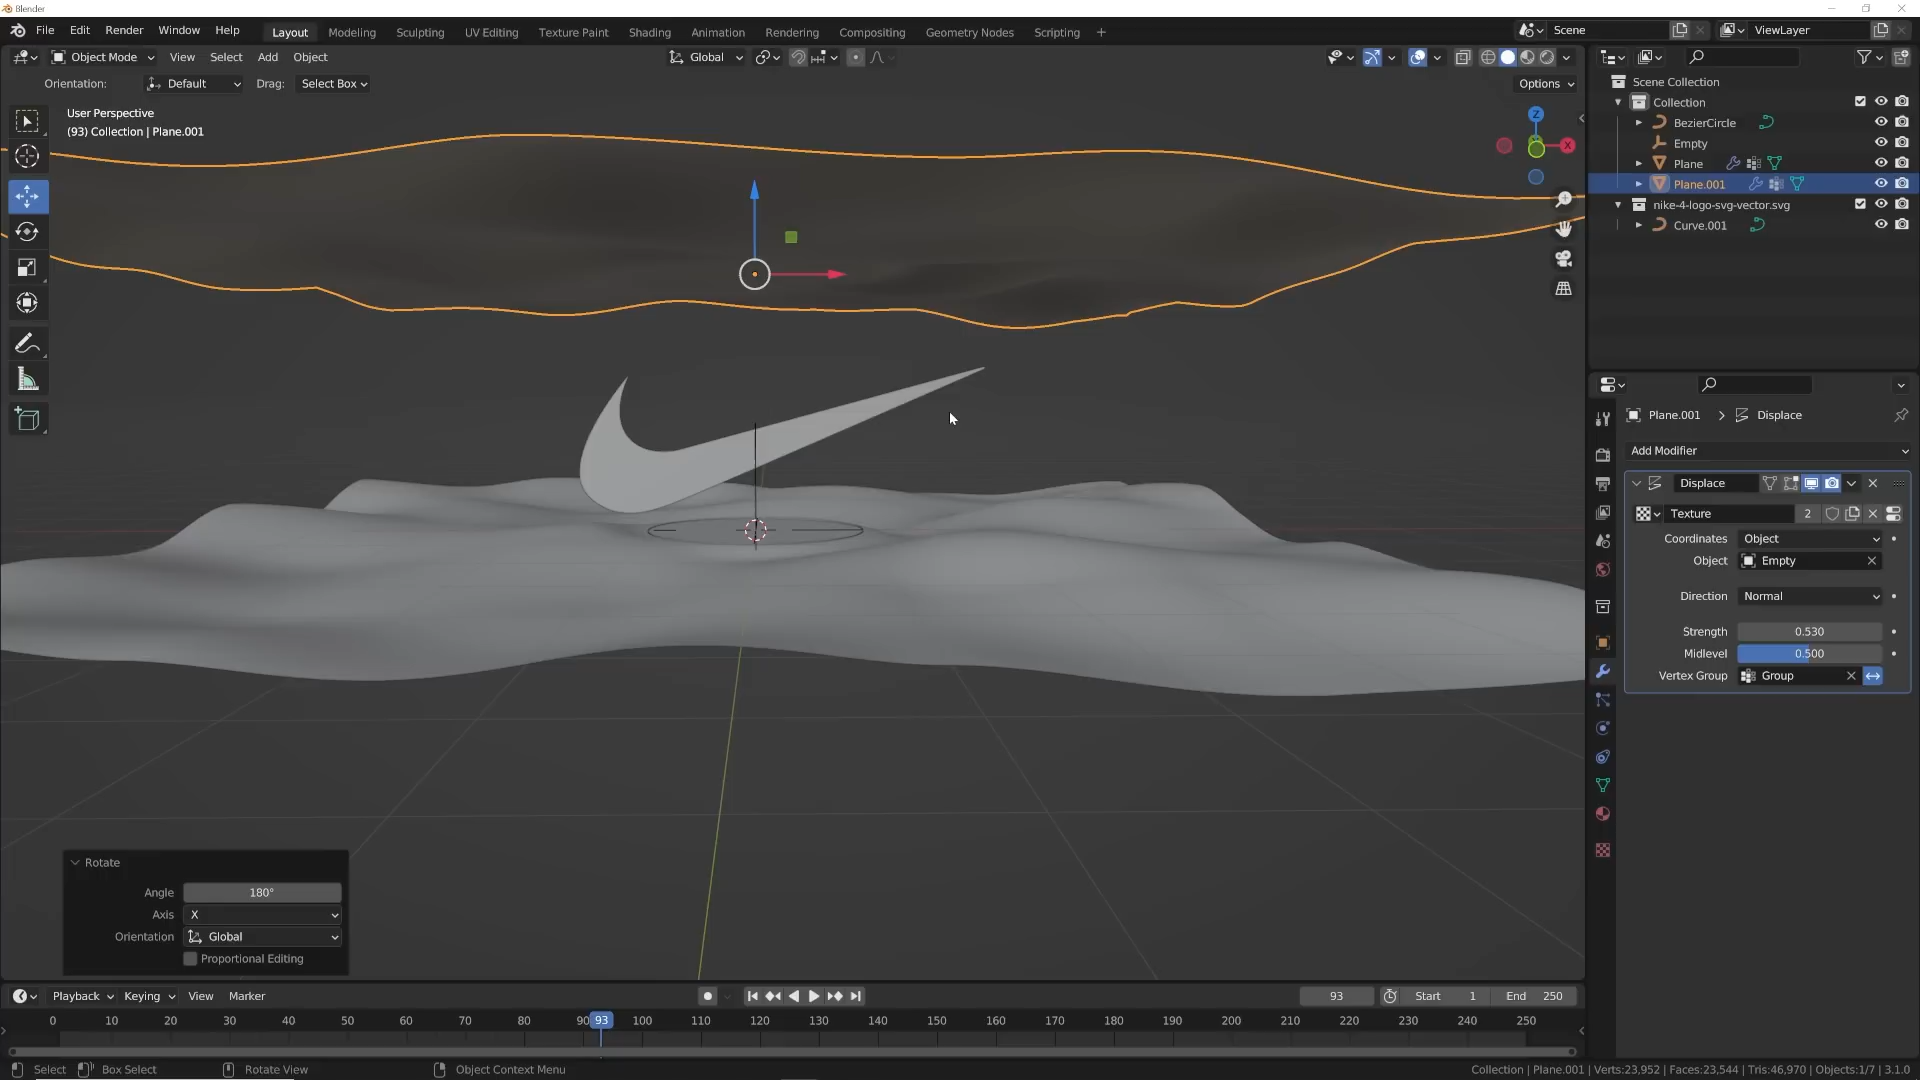 Blender
File Edit Render Window Help Layout Modeling Sculpting UV Editing Texture Paint Shading Animation Rendering Compositing Geometry Nodes Scripting + Scene ViewLayer
Object Mode View Select Add Object Global
Orientation: Default Drag: Select Box Options
User Perspective
(93) Collection | Plane.001
Z
X
Scene Collection
Collection
BezierCircle
Empty
Plane
Plane.001
nike-4-logo-svg-vector.svg
Curve.001
Plane.001 > Displace
Add Modifier
Displace
Texture 2
Coordinates Object
Object Empty
Direction Normal
Strength 0.530
Midlevel 0.500
Vertex Group Group
Rotate
Angle 180°
Axis X
Orientation Global
Proportional Editing
Playback Keying View Marker 93 Start 1 End 250
0 10 20 30 40 50 60 70 80 90 93 100 110 120 130 140 150 160 170 180 190 200 210 220 230 240 250
Select Box Select Rotate View Object Context Menu Collection | Plane.001 | Verts:23,952 | Faces:23,544 | Tris:46,970 | Objects:1/7 | 3.1.0